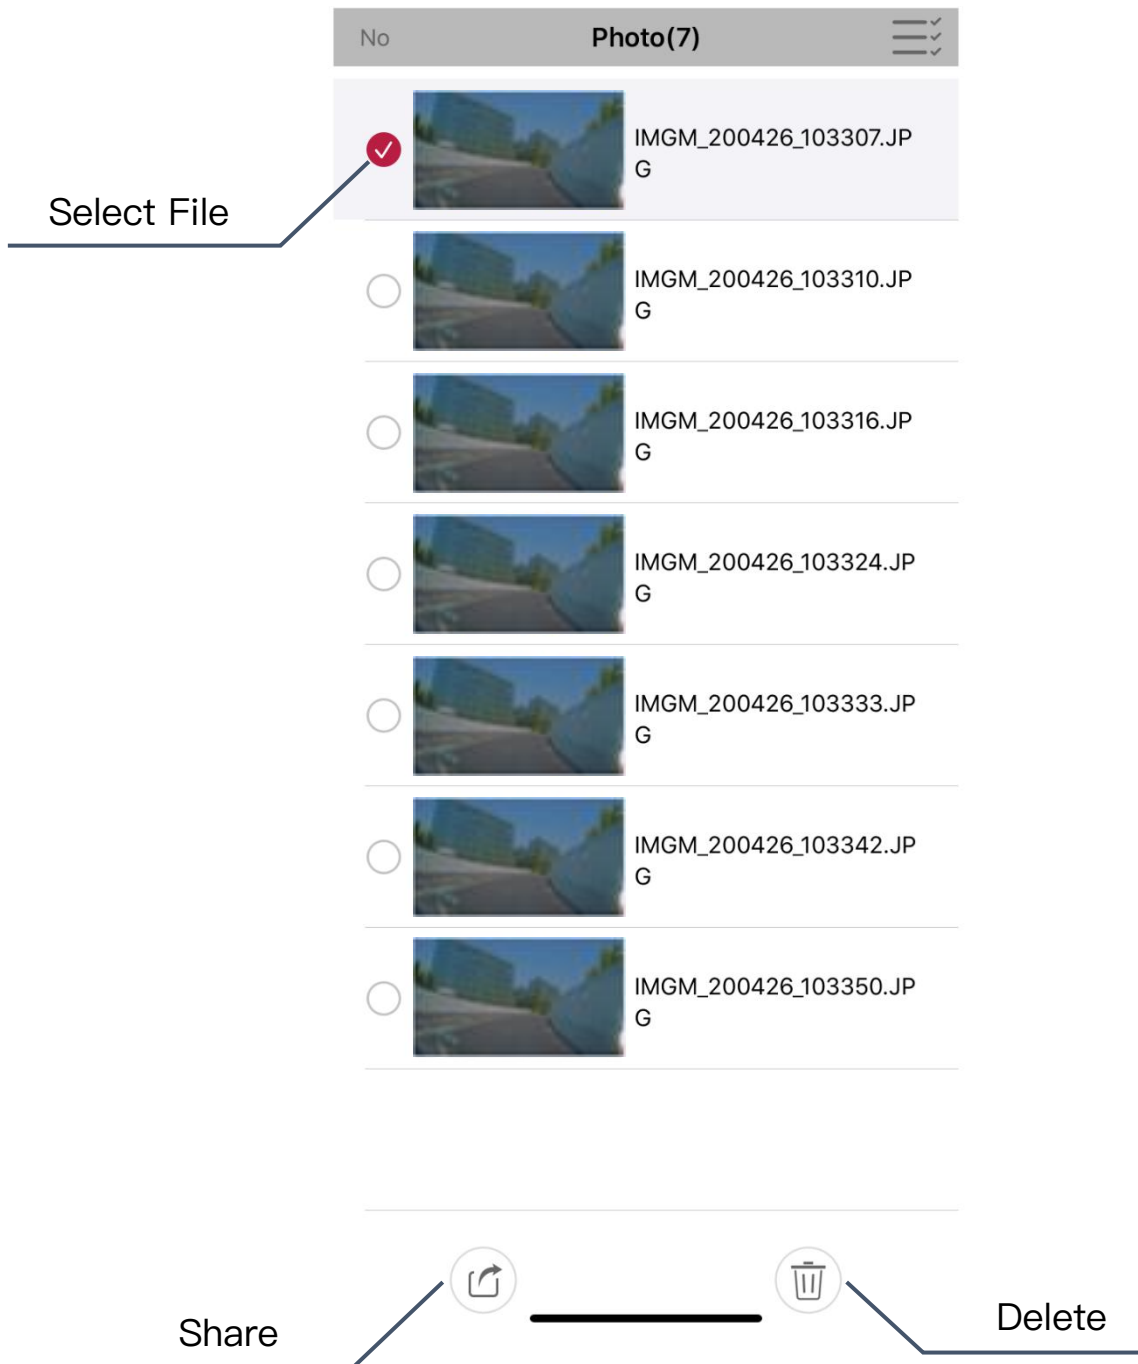 No
Photo(7)
IMGM_200426_103307.JP
G
Select File
IMGM_200426_103310.JP
G
IMGM_200426_103316.JP
G
IMGM_200426_103324.JP
G
IMGM_200426_103333.JP
G
IMGM_200426_103342.JP
G
IMGM_200426_103350.JP
G
Share
Delete